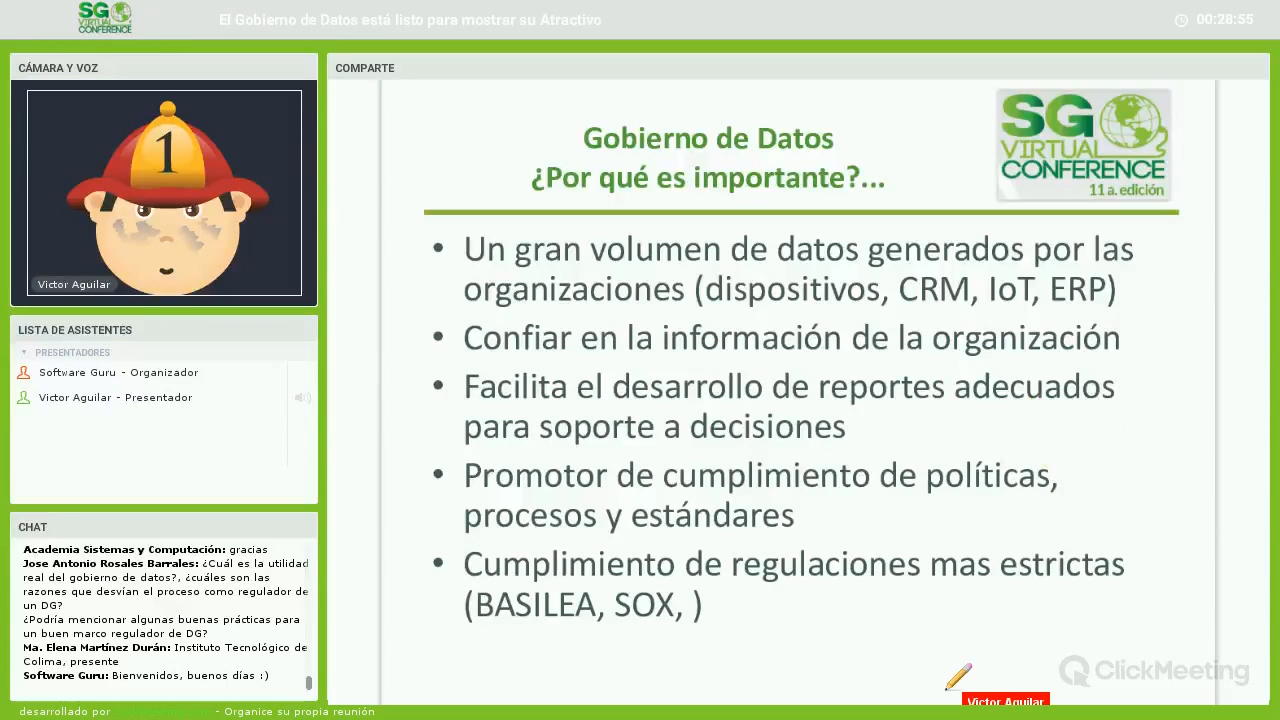 SG
VIRTUAL
CONFERENCE
El Gobierno de Datos está listo para mostrar su Atractivo
00:28:55
CÁMARA Y VOZ
1
Victor Aguilar
LISTA DE ASISTENTES
PRESENTADORES
Software Guru - Organizador
Victor Aguilar - Presentador
CHAT
Academia Sistemas y Computación: gracias
Jose Antonio Rosales Barrales: ¿Cuál es la utilidad
real del gobierno de datos?, ¿cuáles son las
razones que desvían el proceso como regulador de
un DG?
¿Podría mencionar algunas buenas prácticas para
un buen marco regulador de DG?
Ma. Elena Martínez Durán: Instituto Tecnológico de
Colima, presente
Software Guru: Bienvenidos, buenos días :)
desarrollado por
- Organice su propia reunión
COMPARTE
Gobierno de Datos
¿Por qué es importante?...
SG
VIRTUAL
CONFERENCE
11 a. edición
• Un gran volumen de datos generados por las
organizaciones (dispositivos, CRM, IoT, ERP)
• Confiar en la información de la organización
• Facilita el desarrollo de reportes adecuados
para soporte a decisiones
• Promotor de cumplimiento de políticas,
procesos y estándares
• Cumplimiento de regulaciones mas estrictas
(BASILEA, SOX, )
ClickMeeting
Victor Aguilar